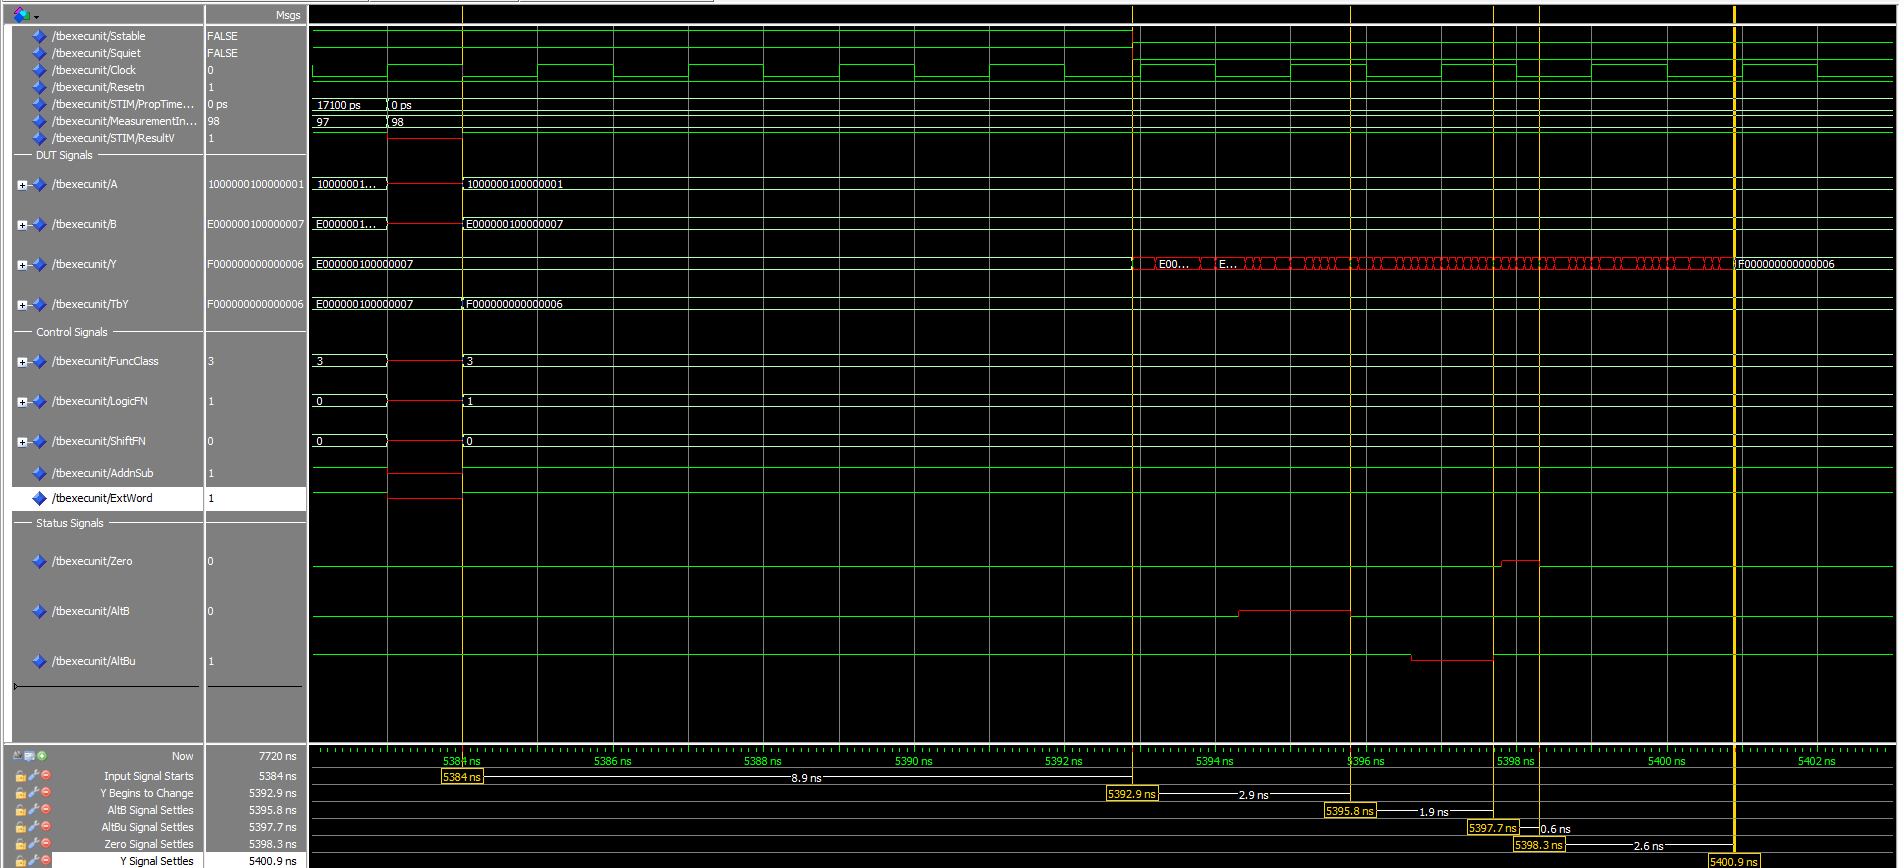 Msgs
/tbexecunit/Sstable FALSE
/tbexecunit/Squiet FALSE
/tbexecunit/Clock 0
/tbexecunit/Resetn 1
/tbexecunit/STIM/PropTime... 0 ps 17100 ps 0 ps
/tbexecunit/MeasurementIn... 98 97 98
/tbexecunit/STIM/ResultV 1
DUT Signals
/tbexecunit/A 1000000100000001 10000001... 1000000100000001
/tbexecunit/B E000000100000007 E0000001... E000000100000007
/tbexecunit/Y F000000000000006 E000000100000007 E00... E... F000000000000006
/tbexecunit/TbY F000000000000006 E000000100000007 F000000000000006
Control Signals
/tbexecunit/FuncClass 3 3 3
/tbexecunit/LogicFN 1 0 1
/tbexecunit/ShiftFN 0 0 0
/tbexecunit/AddnSub 1
/tbexecunit/ExtWord 1
Status Signals
/tbexecunit/Zero 0
/tbexecunit/AltB 0
/tbexecunit/AltBu 1
Now 7720 ns 5384 ns 5386 ns 5388 ns 5390 ns 5392 ns 5394 ns 5396 ns 5398 ns 5400 ns 5402 ns
Input Signal Starts 5384 ns 5384 ns 8.9 ns
Y Begins to Change 5392.9 ns 5392.9 ns 2.9 ns
AltB Signal Settles 5395.8 ns 5395.8 ns 1.9 ns
AltBu Signal Settles 5397.7 ns 5397.7 ns 0.6 ns
Zero Signal Settles 5398.3 ns 5398.3 ns 2.6 ns
Y Signal Settles 5400.9 ns 5400.9 ns